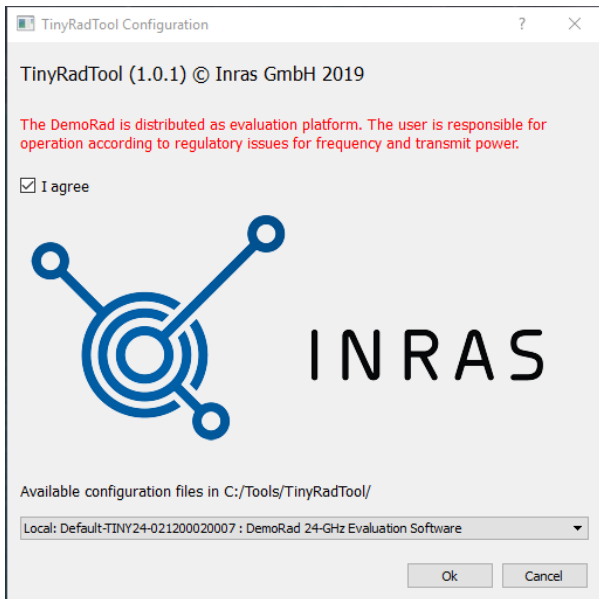 TinyRadTool Configuration
TinyRadTool (1.0.1) © Inras GmbH 2019
The DemoRad is distributed as evaluation platform. The user is responsible for
operation according to regulatory issues for frequency and transmit power.
I agree
INRAS
Available configuration files in C:/Tools/TinyRadTool/
Local: Default-TINY24-021200020007 : DemoRad 24-GHz Evaluation Software
Ok Cancel